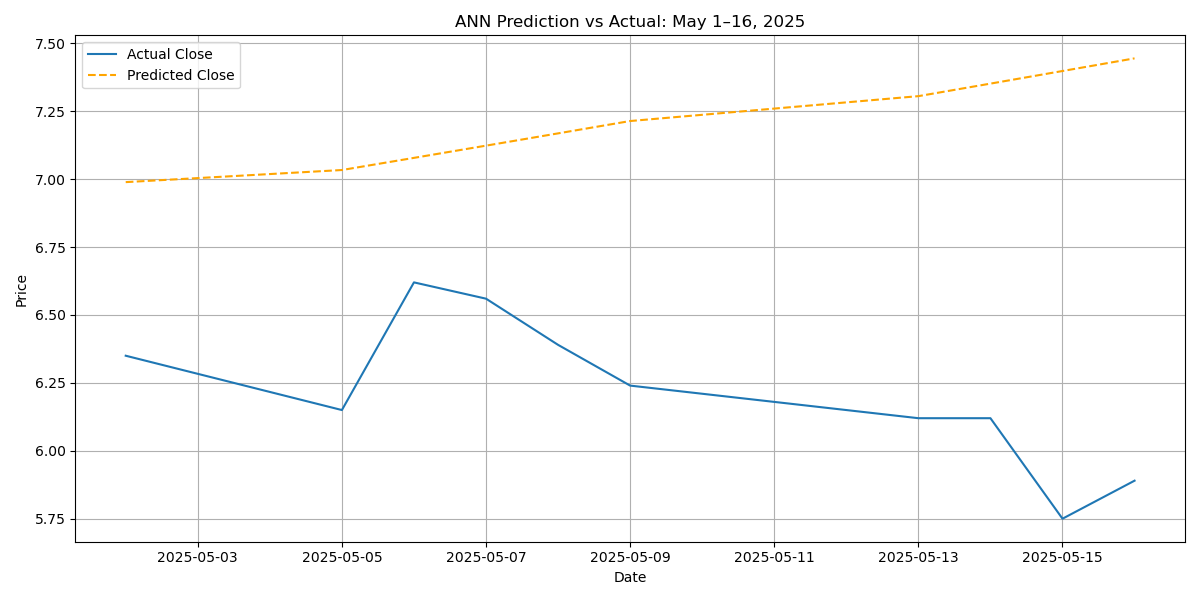 ANN Prediction vs Actual: May 1–16, 2025
Actual Close
Predicted Close
Price
7.50
7.25
7.00
6.75
6.50
6.25
6.00
5.75
2025-05-03 2025-05-05 2025-05-07 2025-05-09 2025-05-11 2025-05-13 2025-05-15
Date